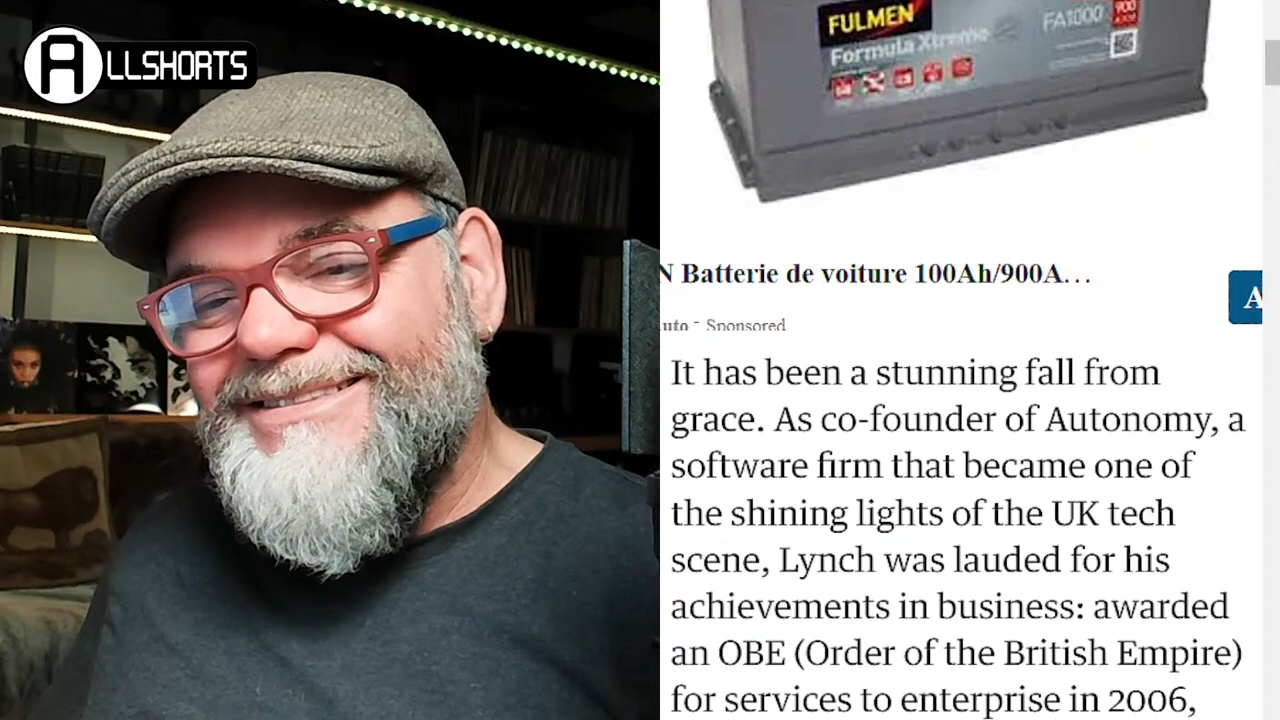 ALLSHORTS
FULMEN
Formula Xtreme
FA1000
900
N Batterie de voiture 100Ah/900A…
uto - Sponsored
A
It has been a stunning fall from
grace. As co-founder of Autonomy, a
software firm that became one of
the shining lights of the UK tech
scene, Lynch was lauded for his
achievements in business: awarded
an OBE (Order of the British Empire)
for services to enterprise in 2006,